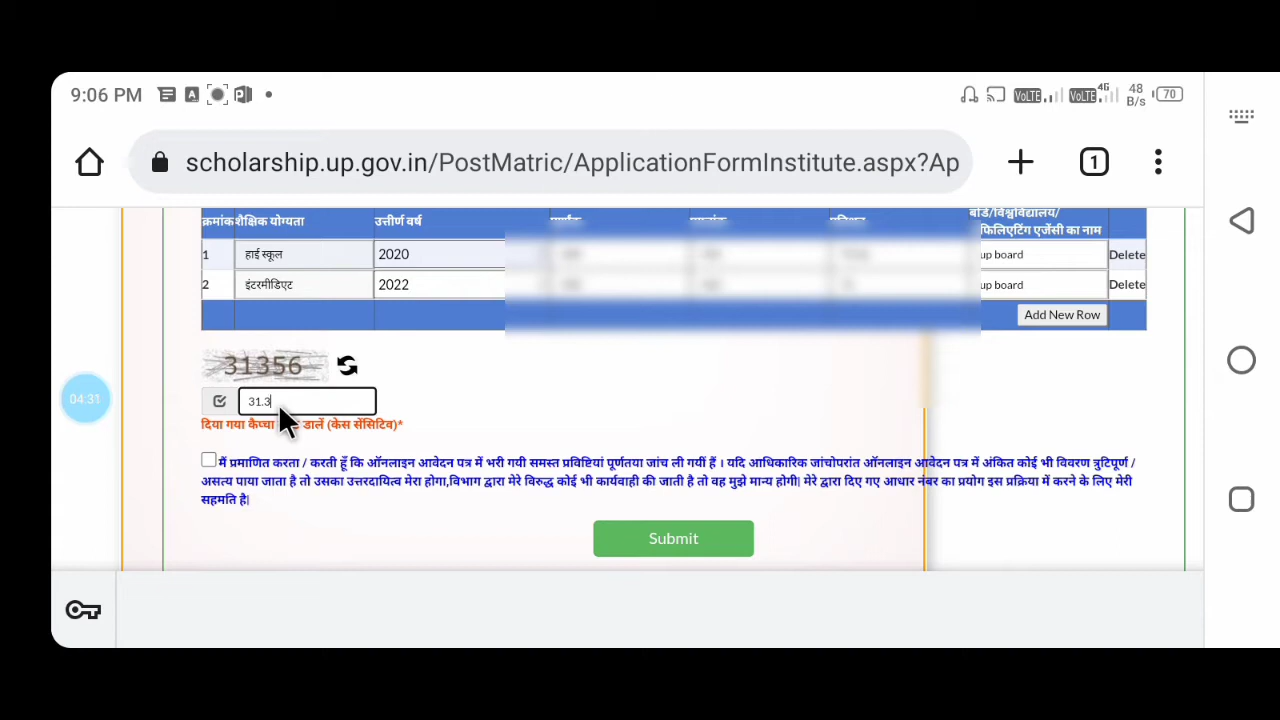 9:06 PM VoLTE VoLTE 4G 48 B/s 70
scholarship.up.gov.in/PostMatric/ApplicationFormInstitute.aspx?Ap 1
क्रमांक शैक्षिक योग्यता उत्तीर्ण वर्ष बोर्ड/विश्वविद्यालय/
फिलिएटिंग एजेंसी का नाम
1 हाई स्कूल 2020 up board Delete
2 इंटरमीडिएट 2022 up board Delete
Add New Row
31356
04:31
31.3
दिया गया कैप्चा डालें (केस सेंसिटिव)*
मैं प्रमाणित करता / करती हूँ कि ऑनलाइन आवेदन पत्र में भरी गयी समस्त प्रविष्टियां पूर्णतया जांच ली गयीं हैं । यदि आधिकारिक जांचोपरांत ऑनलाइन आवेदन पत्र में अंकित कोई भी विवरण त्रुटिपूर्ण /
असत्य पाया जाता है तो उसका उत्तरदायित्व मेरा होगा,विभाग द्वारा मेरे विरुद्ध कोई भी कार्यवाही की जाती है तो वह मुझे मान्य होगी| मेरे द्वारा दिए गए आधार नंबर का प्रयोग इस प्रक्रिया में करने के लिए मेरी
सहमति है|
Submit